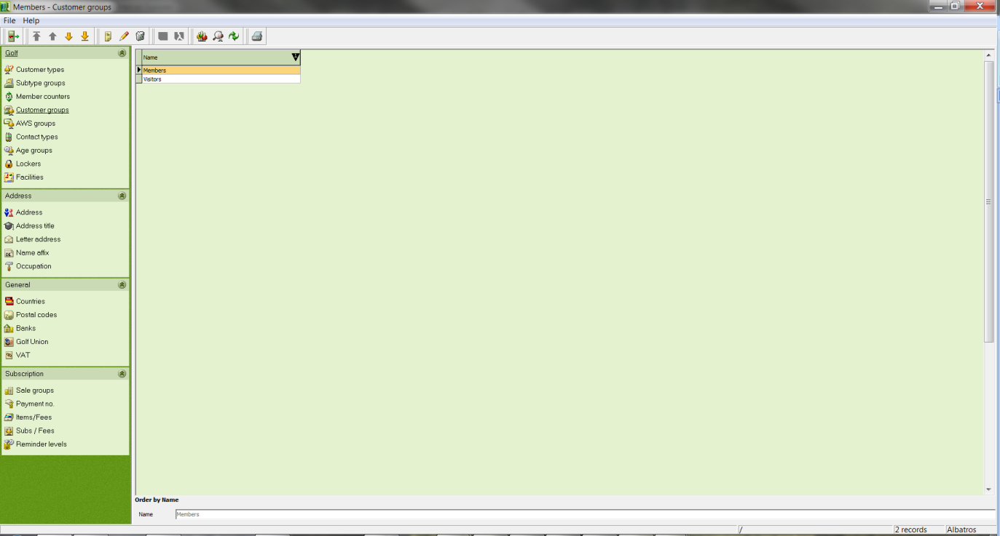 Members - Customer groups
File Help
Golf
Customer types
Subtype groups
Member counters
Customer groups
AWS groups
Contact types
Age groups
Lockers
Facilities
Address
Address
Address title
Letter address
Name affix
Occupation
General
Countries
Postal codes
Banks
Golf Union
VAT
Subscription
Sale groups
Payment no.
Items/Fees
Subs / Fees
Reminder levels
Name
Members
Visitors
Order by Name
Name Members
/ 2 records Albatros